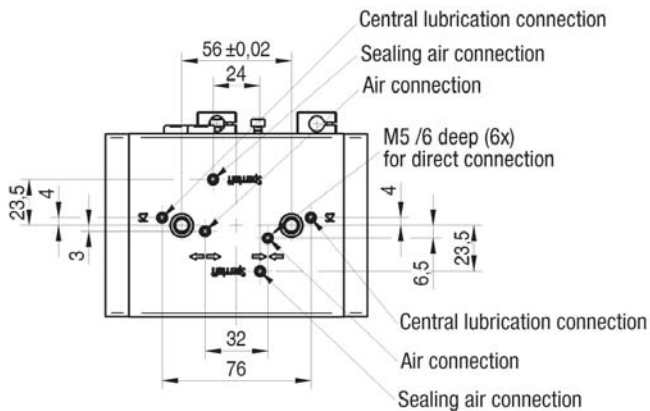 Central lubrication connection
56 ±0,02
Sealing air connection
24
Air connection
M5 /6 deep (6x)
for direct connection
23,5
4
3
Sperrluft
4
6,5
23,5
Sperrluft
Central lubrication connection
32
Air connection
76
Sealing air connection